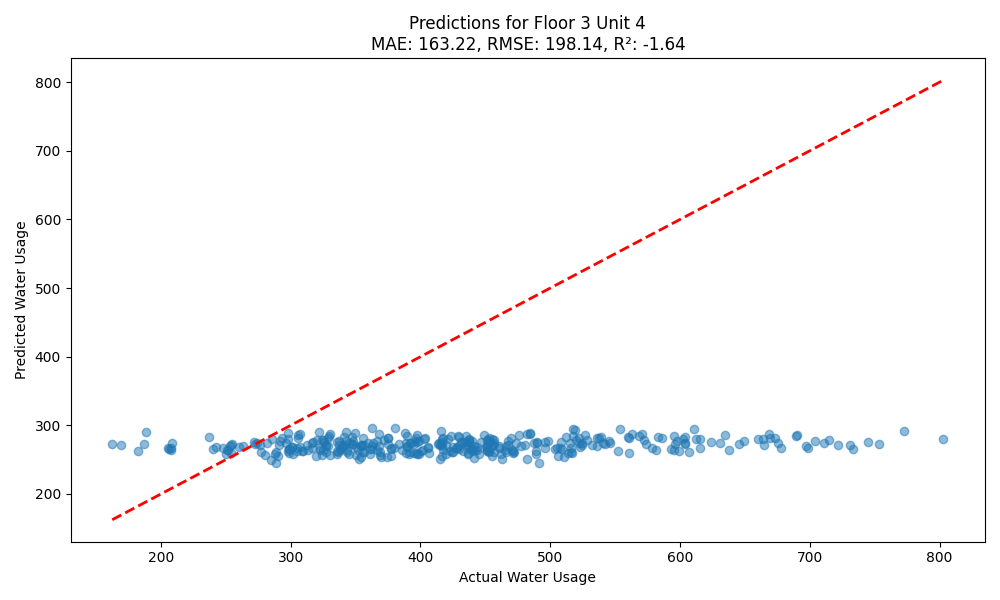 Predictions for Floor 3 Unit 4
MAE: 163.22, RMSE: 198.14, R²: -1.64
800
700
600
500
400
300
200
Predicted Water Usage
200 300 400 500 600 700 800
Actual Water Usage